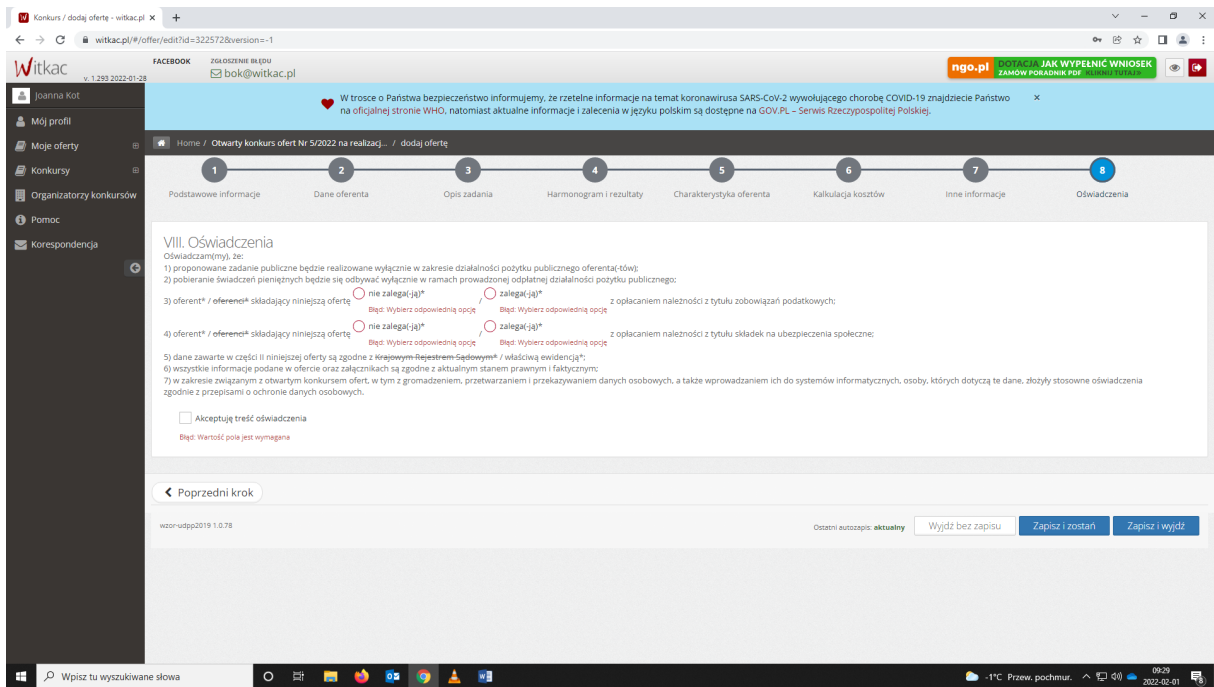 Konkurs / dodaj ofertę - witkac.pl
witkac.pl/#/offer/edit?id=322572&version=-1
Witkac
v. 1.293 2022-01-28
FACEBOOK
ZGŁOSZENIE BŁĘDU
bok@witkac.pl
ngo.pl
DOTACJA JAK WYPEŁNIĆ WNIOSEK
ZAMÓW PORADNIK PDF KLIKNIJ TUTAJ »
Joanna Kot
Mój profil
Moje oferty
Konkursy
Organizatorzy konkursów
Pomoc
Korespondencja
W trosce o Państwa bezpieczeństwo informujemy, że rzetelne informacje na temat koronawirusa SARS-CoV-2 wywołującego chorobę COVID-19 znajdziecie Państwo
na oficjalnej stronie WHO, natomiast aktualne informacje i zalecenia w języku polskim są dostępne na GOV.PL – Serwis Rzeczypospolitej Polskiej.
Home / Otwarty konkurs ofert Nr 5/2022 na realizacj... / dodaj ofertę
1 2 3 4 5 6 7 8
Podstawowe informacje Dane oferenta Opis zadania Harmonogram i rezultaty Charakterystyka oferenta Kalkulacja kosztów Inne informacje Oświadczenia
VIII. Oświadczenia
Oświadczam(my), że:
1) proponowane zadanie publiczne będzie realizowane wyłącznie w zakresie działalności pożytku publicznego oferenta(-tów);
2) pobieranie świadczeń pieniężnych będzie się odbywać wyłącznie w ramach prowadzonej odpłatnej działalności pożytku publicznego;
3) oferent* / oferenci* składający niniejszą ofertę nie zalega(-ją)* / zalega(-ją)* z opłacaniem należności z tytułu zobowiązań podatkowych;
Błąd: Wybierz odpowiednią opcję Błąd: Wybierz odpowiednią opcję
4) oferent* / oferenci* składający niniejszą ofertę nie zalega(-ją)* / zalega(-ją)* z opłacaniem należności z tytułu składek na ubezpieczenia społeczne;
Błąd: Wybierz odpowiednią opcję Błąd: Wybierz odpowiednią opcję
5) dane zawarte w części II niniejszej oferty są zgodne z Krajowym Rejestrem Sądowym* / właściwą ewidencją*;
6) wszystkie informacje podane w ofercie oraz załącznikach są zgodne z aktualnym stanem prawnym i faktycznym;
7) w zakresie związanym z otwartym konkursem ofert, w tym z gromadzeniem, przetwarzaniem i przekazywaniem danych osobowych, a także wprowadzaniem ich do systemów informatycznych, osoby, których dotyczą te dane, złożyły stosowne oświadczenia
zgodnie z przepisami o ochronie danych osobowych.
Akceptuję treść oświadczenia
Błąd: Wartość pola jest wymagana
Poprzedni krok
wzor-udpp2019 1.0.78
Ostatni autozapis: aktualny
Wyjdź bez zapisu
Zapisz i zostań
Zapisz i wyjdź
Wpisz tu wyszukiwane słowa
-1°C Przew. pochmur.
09:29
2022-02-01